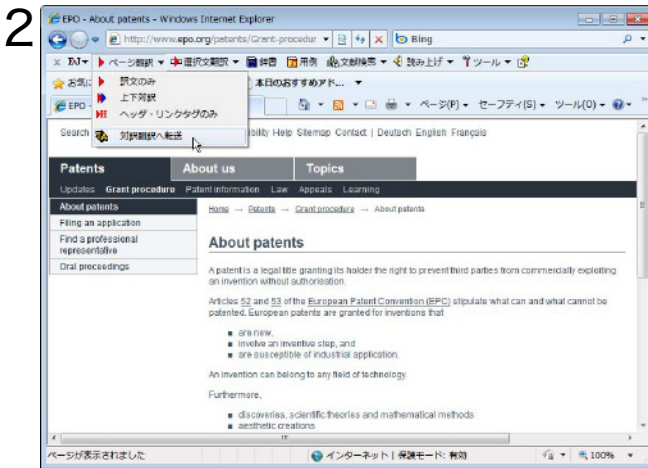 2
EPO - About patents - Windows Internet Explorer
http://www.epo.org/patents/Grant-procedur
Bing
ページ翻訳 選択文翻訳 辞書 用例 読み上げ ツール
お気に 本日のおすすめアド...
訳文のみ
上下対訳
ヘッダ・リンクタグのみ
対訳翻訳へ転送
EPO - ページ(P) セーフティ(S) ツール(O)
Search Help Sitemap Contact | Deutsch English Français
Patents About us Topics
Updates Grant procedure Patent information Law Appeals Learning
About patents
Filing an application
Find a professional
representative
Oral proceedings
Home → Patents → Grant procedure → About patents
About patents
A patent is a legal title granting its holder the right to prevent third parties from commercially exploiting
an invention without authorisation.
Articles 52 and 53 of the European Patent Convention (EPC) stipulate what can and what cannot be
patented. European patents are granted for inventions that
are new,
involve an inventive step, and
are susceptible of industrial application.
An invention can belong to any field of technology.
Furthermore,
discoveries, scientific theories and mathematical methods
aesthetic creations
ページが表示されました インターネット | 保護モード: 有効 100%